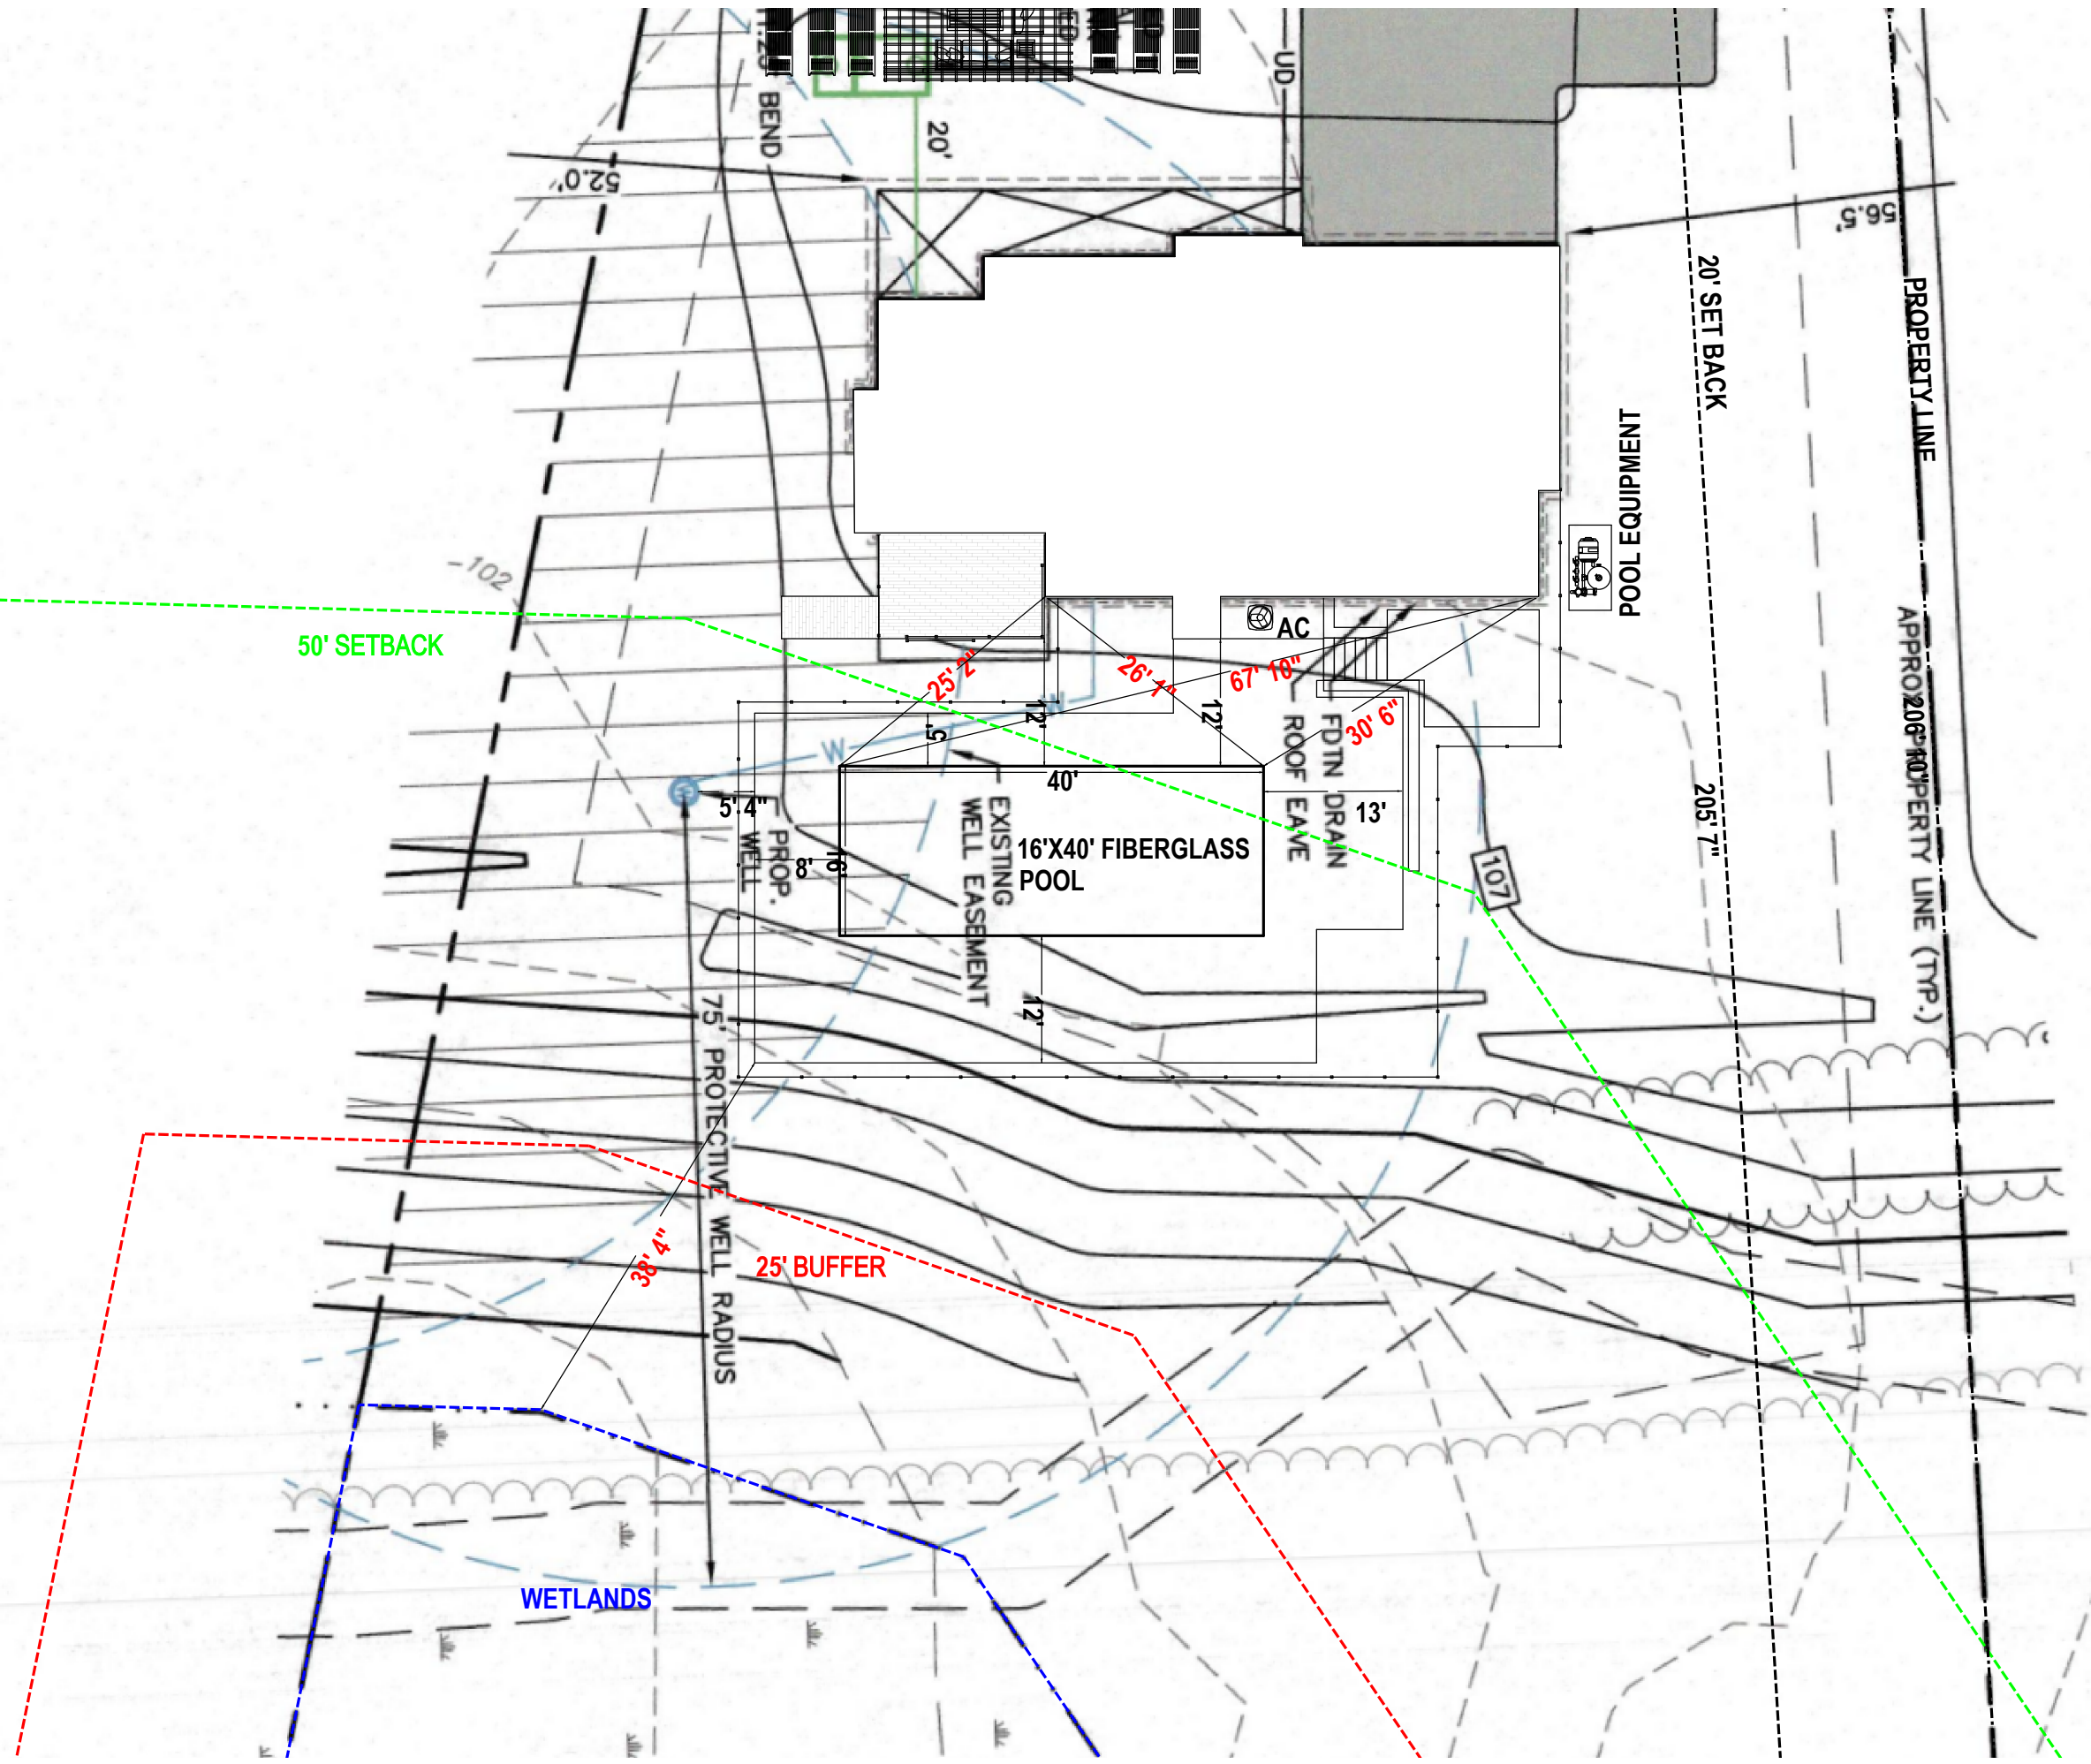 UD
BEND
20'
52.0'
56.5'
20' SET BACK
PROPERTY LINE
POOL EQUIPMENT
102
50' SETBACK
AC
25' 2"
26' 1"
67' 10"
30' 6"
12'
12'
5'
W
W
W
40'
5' 4"
PROP.
WELL
8'
16'
EXISTING
WELL EASEMENT
16'X40' FIBERGLASS
POOL
ROOF EAVE
FDTN DRAIN
13'
107
205' 7"
206' 10"
APPROX. PROPERTY LINE (TYP.)
12'
75' PROTECTIVE WELL RADIUS
38' 4"
25' BUFFER
WETLANDS